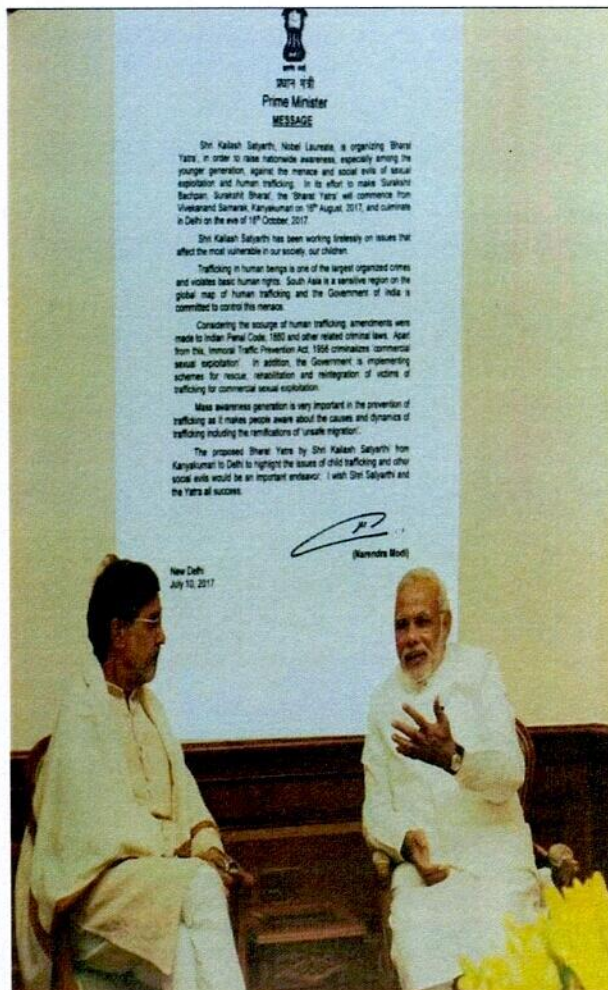 प्रधान मंत्री
Prime Minister
MESSAGE
Shri Kailash Satyarthi, Nobel Laureate, is organizing 'Bharat
Yatra', in order to raise nationwide awareness, especially among the
younger generation, against the menace and social evils of sexual
exploitation and human trafficking. In its effort to make 'Surakshit
Bachpan, Surakshit Bharat', the 'Bharat Yatra' will commence from
Vivekanand Samarak, Kanyakumari on 16th August, 2017, and culminate
in Delhi on the eve of 16th October, 2017.
Shri Kailash Satyarthi has been working tirelessly on issues that
affect the most vulnerable in our society, our children.
Trafficking in human beings is one of the largest organized crimes
and violates basic human rights. South Asia is a sensitive region on the
global map of human trafficking and the Government of India is
committed to control this menace.
Considering the scourge of human trafficking, amendments were
made to Indian Penal Code, 1860 and other related criminal laws. Apart
from this, Immoral Traffic Prevention Act, 1956 criminalizes 'commercial
sexual exploitation'. In addition, the Government is implementing
schemes for rescue, rehabilitation and reintegration of victims of
trafficking for commercial sexual exploitation.
Mass awareness generation is very important in the prevention of
trafficking as it makes people aware about the causes and dynamics of
trafficking including the ramifications of 'unsafe migration'.
The proposed Bharat Yatra by Shri Kailash Satyarthi from
Kanyakumari to Delhi to highlight the issues of child trafficking and other
social evils would be an important endeavor. I wish Shri Satyarthi and
the Yatra all success.
(Narendra Modi)
New Delhi
July 10, 2017